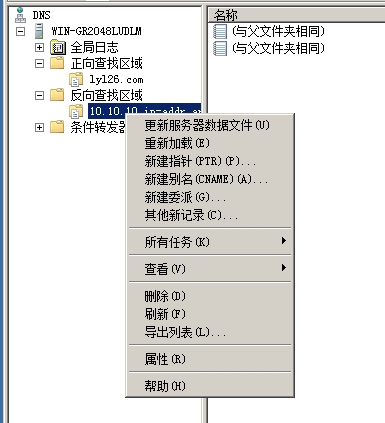 DNS
WIN-GR2048LUDLM
全局日志
正向查找区域
lyl26.com
反向查找区域
10.10.10.in-addr.ar
条件转发器
名称
(与父文件夹相同)
(与父文件夹相同)
更新服务器数据文件(U)
重新加载(E)
新建指针(PTR)(P)...
新建别名(CNAME)(A)...
新建委派(G)...
其他新记录(C)...
所有任务(K)
查看(V)
删除(D)
刷新(F)
导出列表(L)...
属性(R)
帮助(H)